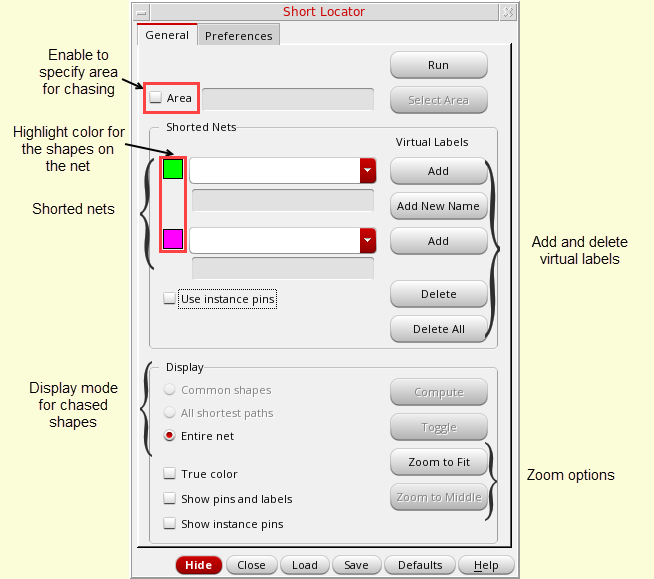 Short Locator
General
Preferences
Enable to
specify area
for chasing
Run
Area
Select Area
Highlight color for
the shapes on
the net
Shorted Nets
Virtual Labels
Add
Shorted nets
Add New Name
Add
Add and delete
virtual labels
Use instance pins
Delete
Delete All
Display
Display mode
for chased
shapes
Common shapes
Compute
All shortest paths
Toggle
Entire net
Zoom to Fit
True color
Zoom options
Show pins and labels
Zoom to Middle
Show instance pins
Hide
Close
Load
Save
Defaults
Help